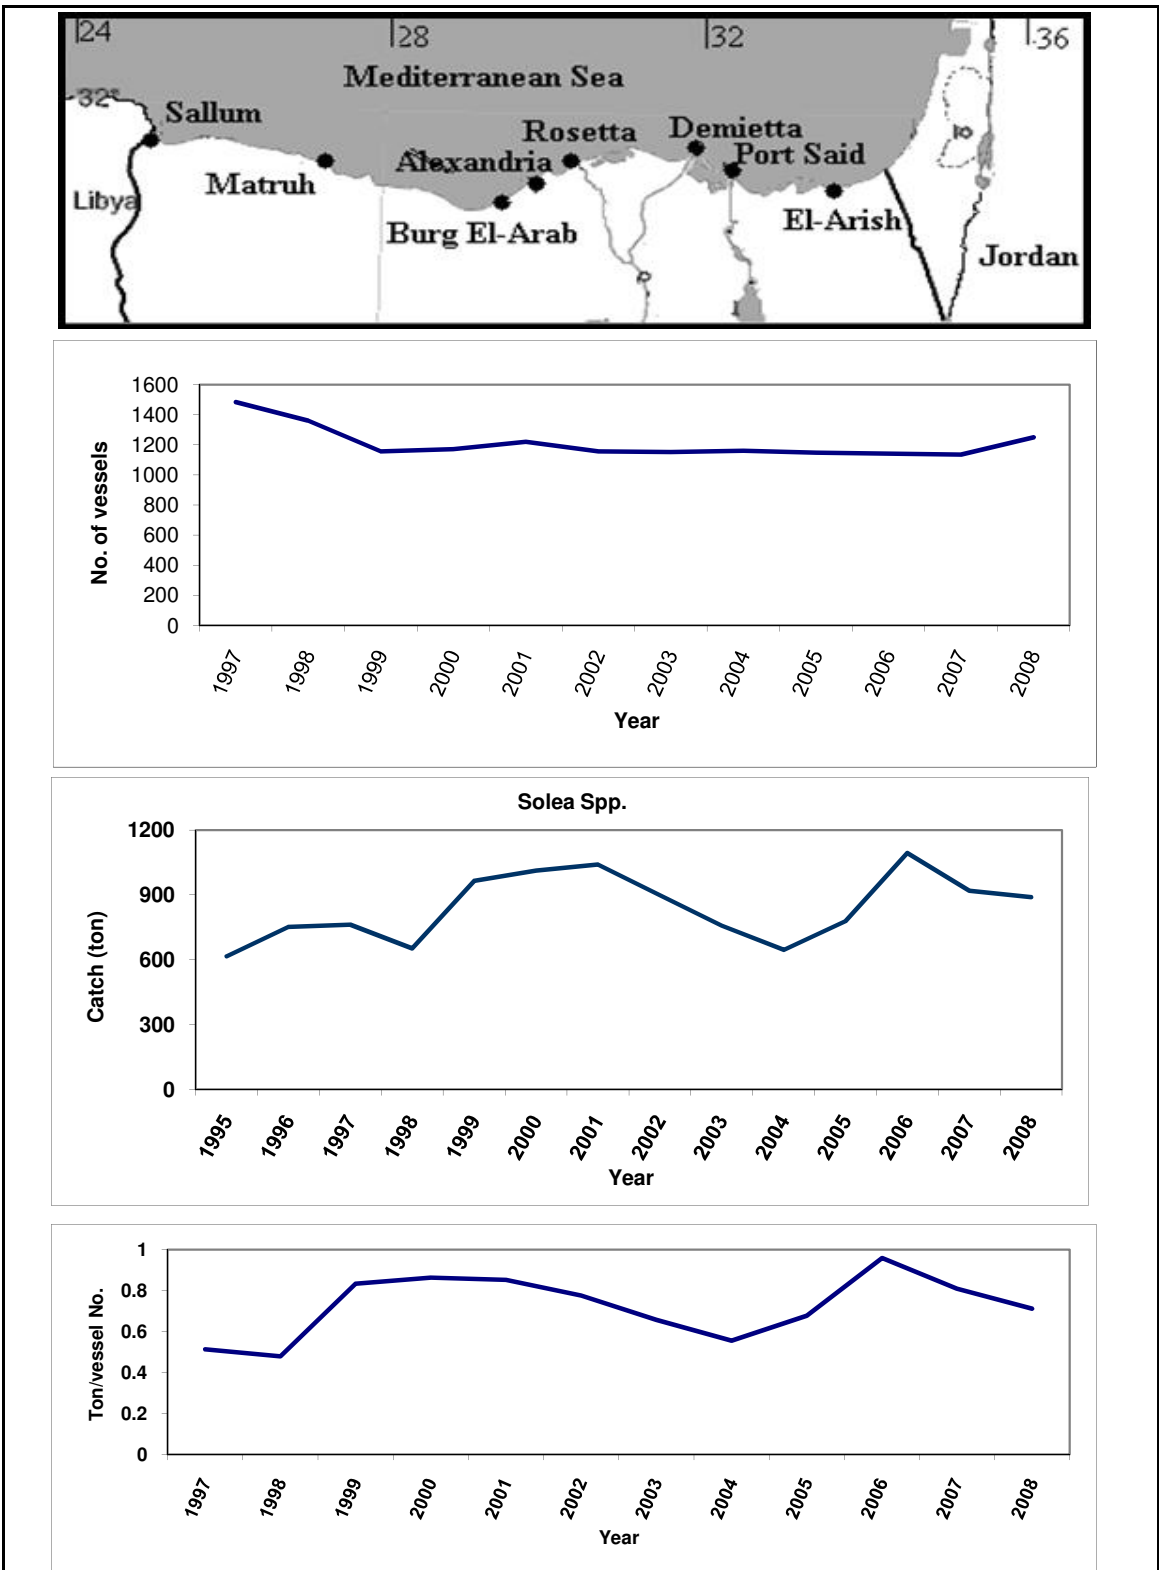 24 28 32 36
Mediterranean Sea
32°
Sallum
Rosetta Demietta
Alexandria Port Said
Matruh
Libya
Burg El-Arab El-Arish
Jordan
1600
1400
1200
1000
800
600
400
200
0
No. of vessels
1997 1998 1999 2000 2001 2002 2003 2004 2005 2006 2007 2008
Year
Solea Spp.
1200
900
600
300
0
Catch (ton)
1995 1996 1997 1998 1999 2000 2001 2002 2003 2004 2005 2006 2007 2008
Year
1
0.8
0.6
0.4
0.2
0
Ton/vessel No.
1997 1998 1999 2000 2001 2002 2003 2004 2005 2006 2007 2008
Year